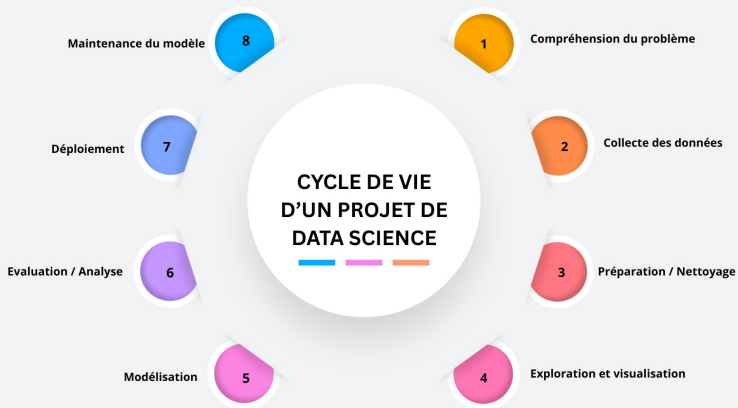 CYCLE DE VIE
D’UN PROJET DE
DATA SCIENCE
1
Compréhension du problème
2
Collecte des données
3
Préparation / Nettoyage
4
Exploration et visualisation
5
Modélisation
6
Evaluation / Analyse
7
Déploiement
8
Maintenance du modèle